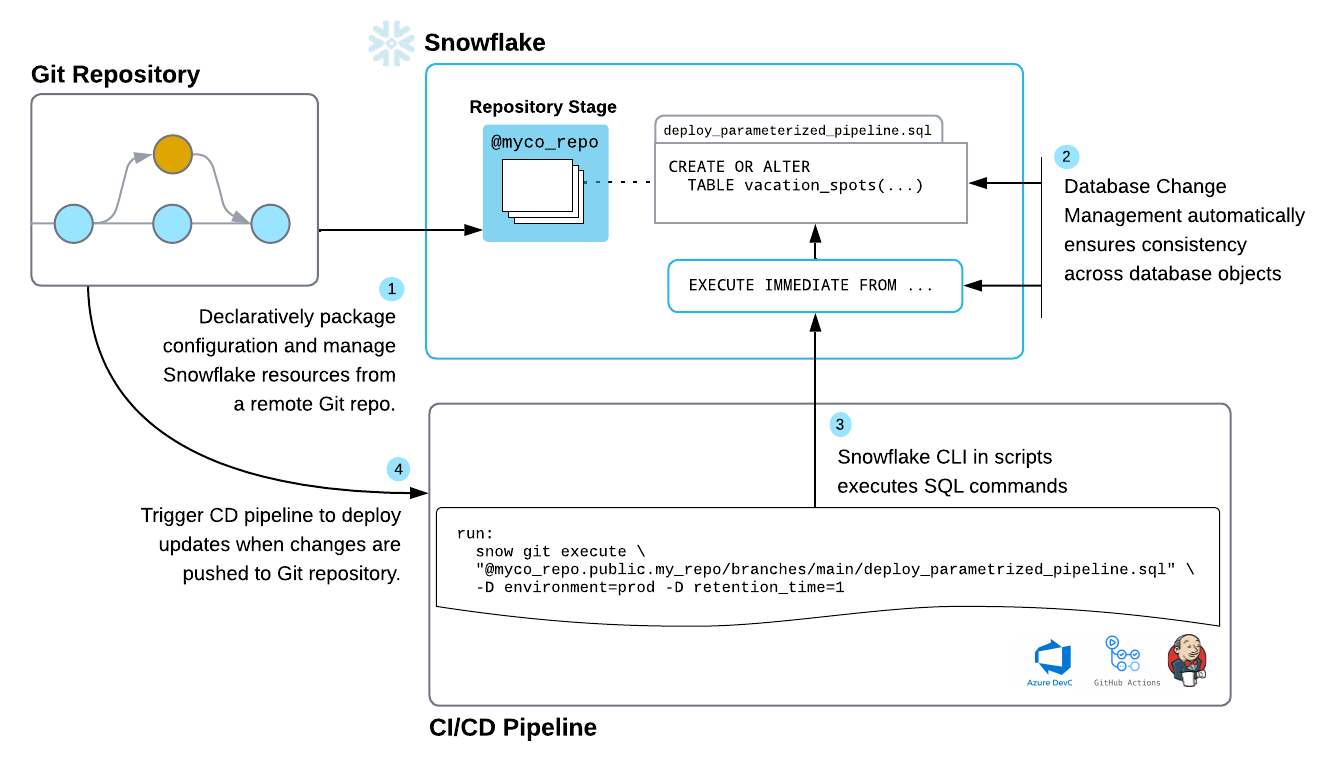 Snowflake
Git Repository
Repository Stage
@myco_repo
deploy_parameterized_pipeline.sql
CREATE OR ALTER
TABLE vacation_spots(...)
EXECUTE IMMEDIATE FROM ...
2
Database Change
Management automatically
ensures consistency
across database objects
1
Declaratively package
configuration and manage
Snowflake resources from
a remote Git repo.
4
Trigger CD pipeline to deploy
updates when changes are
pushed to Git repository.
3
Snowflake CLI in scripts
executes SQL commands
run:
snow git execute \
"@myco_repo.public.my_repo/branches/main/deploy_parametrized_pipeline.sql" \
-D environment=prod -D retention_time=1
Azure DevC
GitHub Actions
CI/CD Pipeline